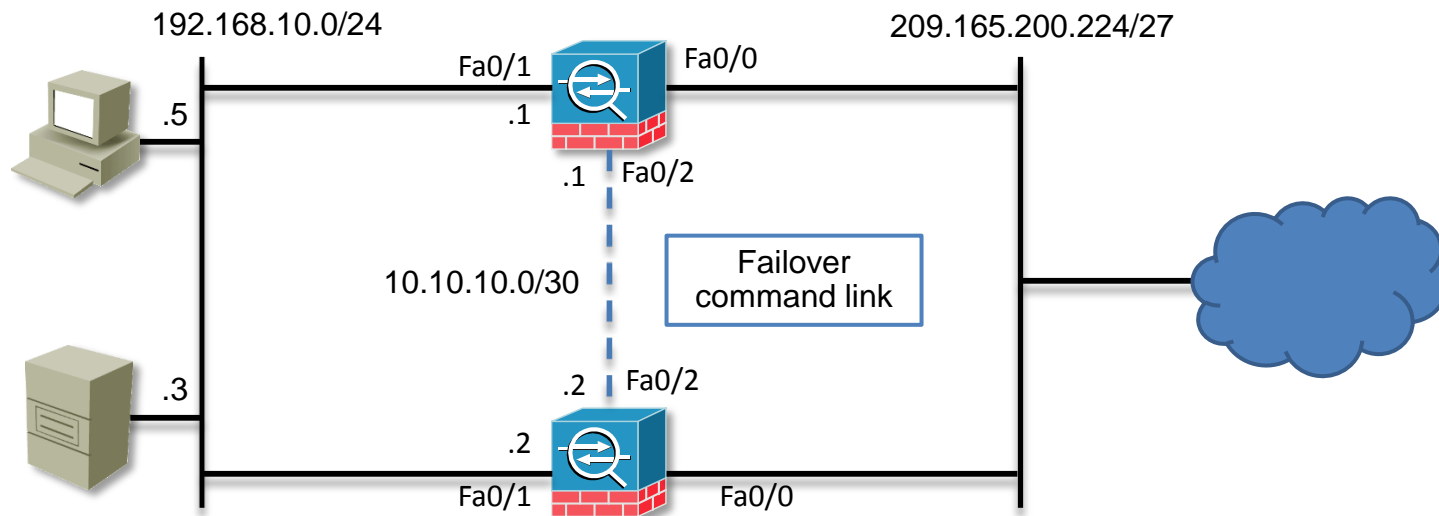 192.168.10.0/24
209.165.200.224/27
Fa0/1
Fa0/0
.5
.1
.1
Fa0/2
10.10.10.0/30
Failover
command link
.2
Fa0/2
.3
.2
Fa0/1
Fa0/0